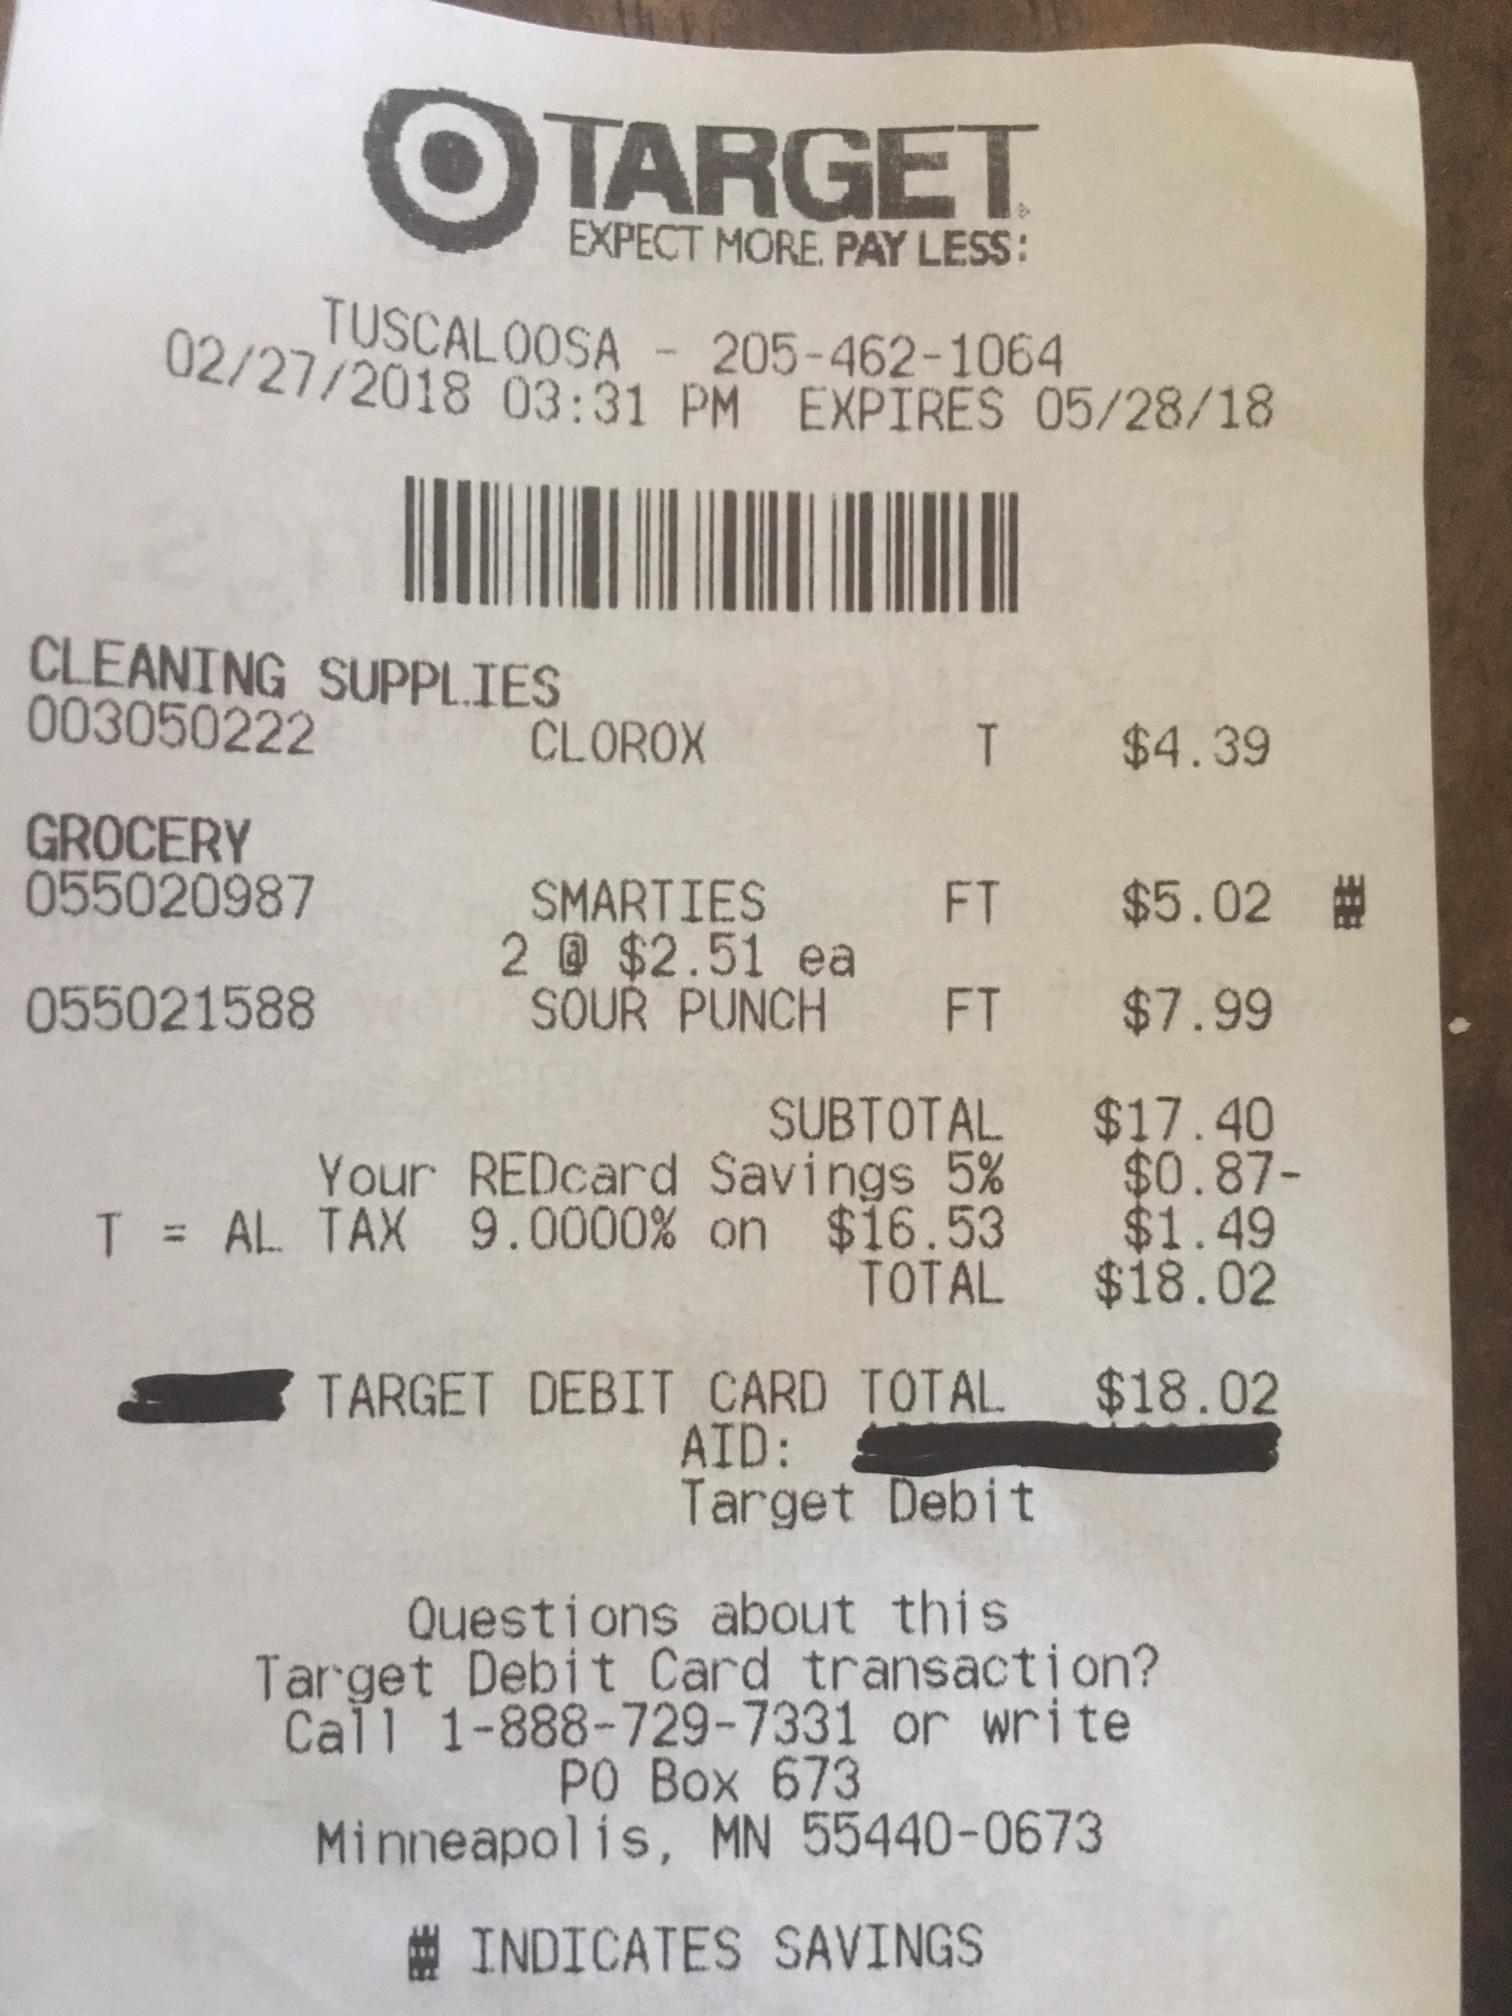 TARGET
EXPECT MORE. PAY LESS:
TUSCALOOSA - 205-462-1064
02/27/2018 03:31 PM EXPIRES 05/28/18
CLEANING SUPPLIES
003050222 CLOROX T $4.39
GROCERY
055020987 SMARTIES FT $5.02
2 @ $2.51 ea
055021588 SOUR PUNCH FT $7.99
SUBTOTAL $17.40
Your REDcard Savings 5% $0.87-
T = AL TAX 9.0000% on $16.53 $1.49
TOTAL $18.02
TARGET DEBIT CARD TOTAL $18.02
AID:
Target Debit
Questions about this
Target Debit Card transaction?
Call 1-888-729-7331 or write
PO Box 673
Minneapolis, MN 55440-0673
INDICATES SAVINGS